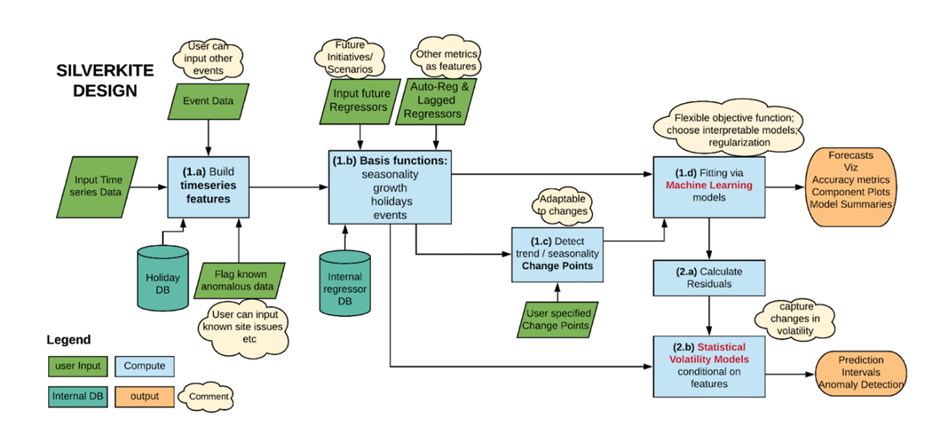 SILVERKITE
DESIGN
User can
input other
events
Event Data
Input Time
series Data
(1.a) Build
timeseries
features
Holiday
DB
Flag known
anomalous data
User can input
known site issues
etc
Future
Initiatives/
Scenarios
Other metrics
as features
Input future
Regressors
Auto-Reg &
Lagged
Regressors
(1.b) Basis functions:
seasonality
growth
holidays
events
Internal
regressor
DB
Adaptable
to changes
(1.c) Detect
trend / seasonality
Change Points
User specified
Change Points
Flexible objective function;
choose interpretable models;
regularization
(1.d) Fitting via
Machine Learning
models
Forecasts
Viz
Accuracy metrics
Component Plots
Model Summaries
(2.a) Calculate
Residuals
capture
changes in
volatility
(2.b) Statistical
Volatility Models
conditional on
features
Prediction
Intervals
Anomaly Detection
Legend
user Input
Compute
Internal DB
output
Comment